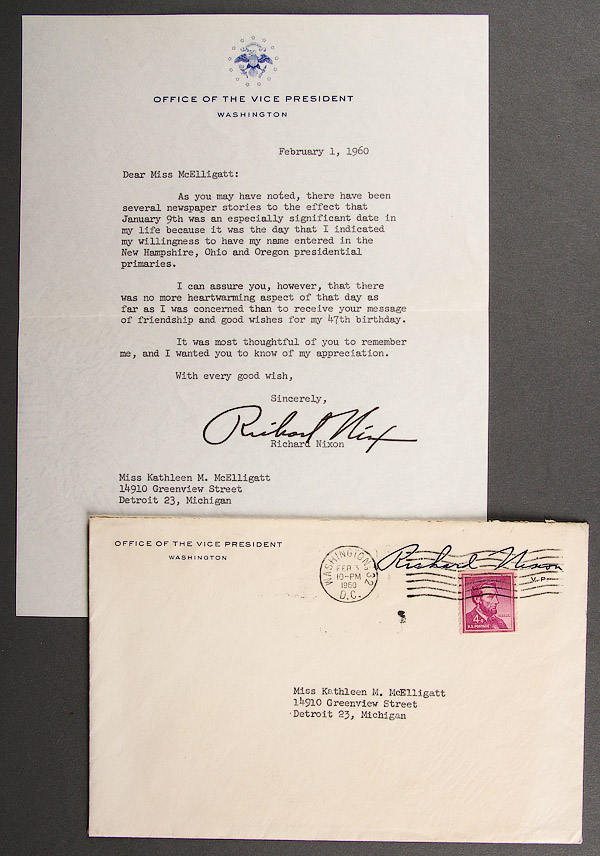 OFFICE OF THE VICE PRESIDENT
WASHINGTON
February 1, 1960
Dear Miss McElligatt:
As you may have noted, there have been
several newspaper stories to the effect that
January 9th was an especially significant date in
my life because it was the day that I indicated
my willingness to have my name entered in the
New Hampshire, Ohio and Oregon presidential
primaries.
I can assure you, however, that there
was no more heartwarming aspect of that day as
far as I was concerned than to receive your message
of friendship and good wishes for my 47th birthday.
It was most thoughtful of you to remember
me, and I wanted you to know of my appreciation.
With every good wish,
Sincerely,
Richard Nixon
Richard Nixon
Miss Kathleen M. McElligatt
14910 Greenview Street
Detroit 23, Michigan
OFFICE OF THE VICE PRESIDENT
WASHINGTON
WASHINGTON, 32
FEB 3
10-PM
1960
D.C.
Richard Nixon
V.P.
4¢
U.S. POSTAGE
Miss Kathleen M. McElligatt
14910 Greenview Street
Detroit 23, Michigan